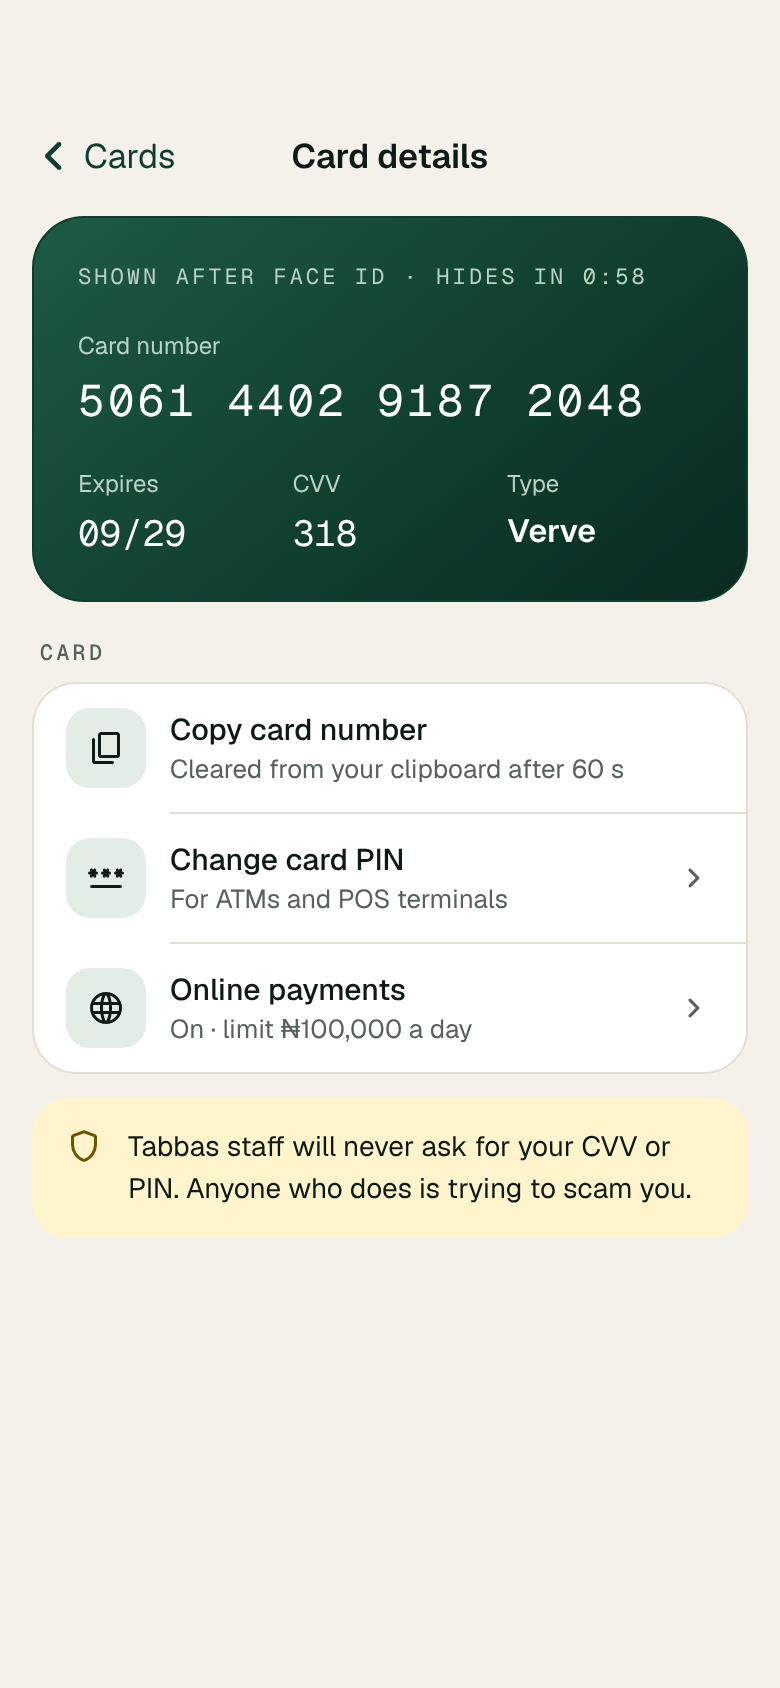 Cards
Card details
SHOWN AFTER FACE ID · HIDES IN 0:58
Card number
5061 4402 9187 2048
Expires CVV Type
09/29 318 Verve
CARD
Copy card number
Cleared from your clipboard after 60 s
Change card PIN
For ATMs and POS terminals
Online payments
On · limit ₦100,000 a day
Tabbas staff will never ask for your CVV or
PIN. Anyone who does is trying to scam you.